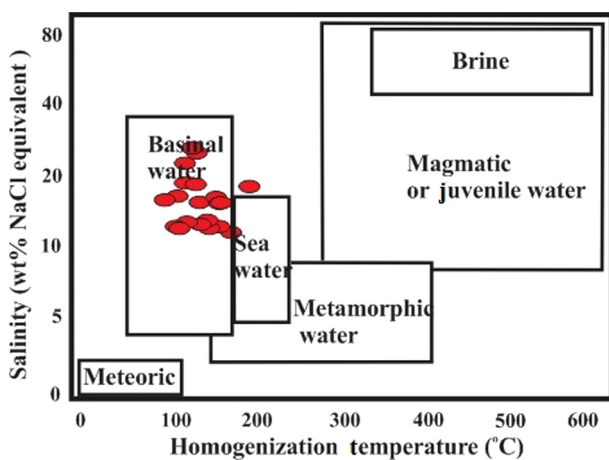 80
40
20
10
5
0
Salinity (wt% NaCl equivalent)
Brine
Basinal
water
Magmatic
or juvenile water
Sea
water
Metamorphic
water
Meteoric
0 100 200 300 400 500 600
Homogenization temperature (°C)